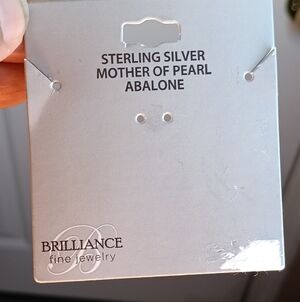 STERLING SILVER
MOTHER OF PEARL
ABALONE
BRILLIANCE
fine jewelry